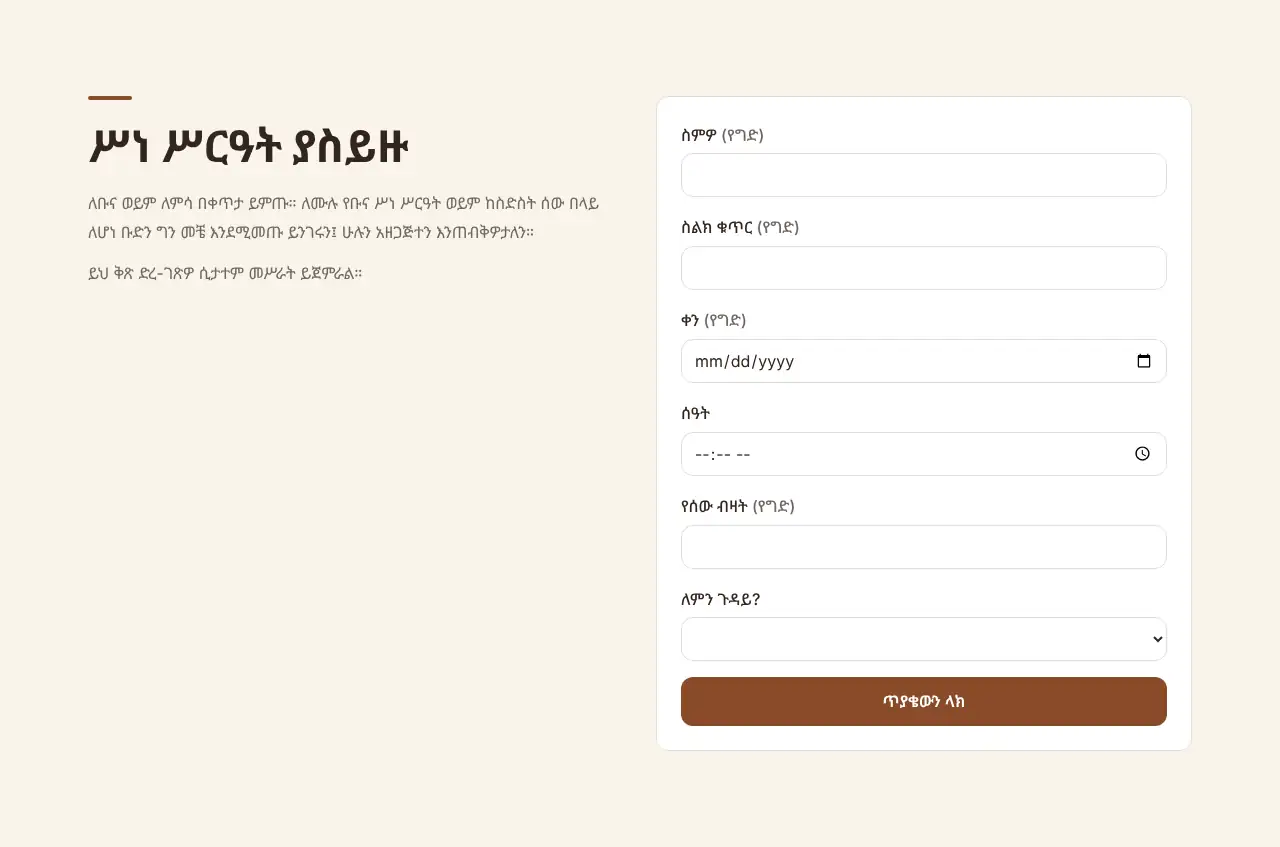 ሥነ ሥርዓት ያስይዙ
ለቡና ወይም ለምሳ በቀጥታ ይምጡ። ለሙሉ የቡና ሥነ ሥርዓት ወይም ከስድስት ሰው በላይ
ለሆነ ቡድን ግን መቼ እንደሚመጡ ይንገሩን፤ ሁሉን አዘጋጅተን እንጠብቅዎታለን።
ይህ ቅጽ ድረ-ገጽዎ ሲታተም መሥራት ይጀምራል።
ስምዎ (የግድ)
ስልክ ቁጥር (የግድ)
ቀን (የግድ)
mm/dd/yyyy
ሰዓት
--:-- --
የሰው ብዛት (የግድ)
ለምን ጉዳይ?
ጥያቄውን ላክ